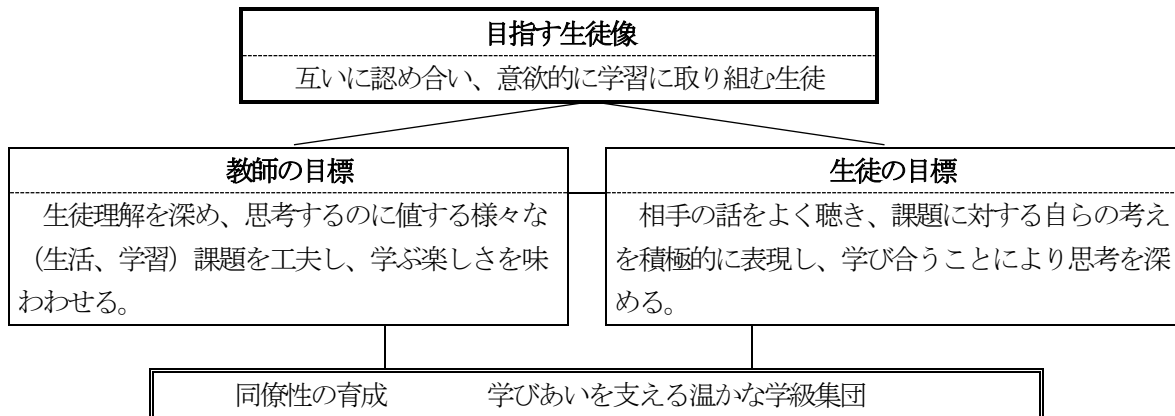 目指す生徒像
互いに認め合い、意欲的に学習に取り組む生徒
教師の目標
生徒理解を深め、思考するのに値する様々な
（生活、学習）課題を工夫し、学ぶ楽しさを味
わわせる。
生徒の目標
相手の話をよく聴き、課題に対する自らの考え
を積極的に表現し、学び合うことにより思考を深
める。
同僚性の育成　　　　学びあいを支える温かな学級集団